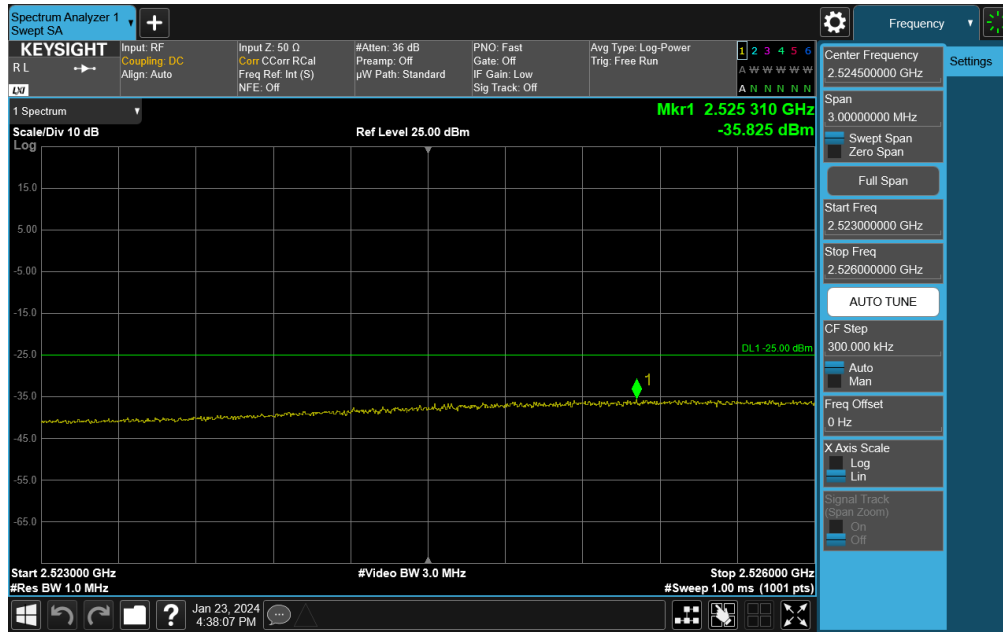 Spectrum Analyzer 1
Swept SA
Frequency
KEYSIGHT
R L
LXI
Input: RF
Coupling: DC
Align: Auto
Input Z: 50 Ω
Corr CCorr RCal
Freq Ref: Int (S)
NFE: Off
#Atten: 36 dB
Preamp: Off
µW Path: Standard
PNO: Fast
Gate: Off
IF Gain: Low
Sig Track: Off
Avg Type: Log-Power
Trig: Free Run
1 2 3 4 5 6
A W W W W W
A N N N N N
1 Spectrum
Scale/Div 10 dB
Log
Ref Level 25.00 dBm
Mkr1 2.525 310 GHz
-35.825 dBm
15.0
5.00
-5.00
-15.0
-25.0
DL1 -25.00 dBm
1
-35.0
-45.0
-55.0
-65.0
Start 2.523000 GHz
#Video BW 3.0 MHz
Stop 2.526000 GHz
#Res BW 1.0 MHz
#Sweep 1.00 ms (1001 pts)
Center Frequency
2.524500000 GHz
Settings
Span
3.00000000 MHz
Swept Span
Zero Span
Full Span
Start Freq
2.523000000 GHz
Stop Freq
2.526000000 GHz
AUTO TUNE
CF Step
300.000 kHz
Auto
Man
Freq Offset
0 Hz
X Axis Scale
Log
Lin
Signal Track
(Span Zoom)
On
Off
?
Jan 23, 2024
4:38:07 PM